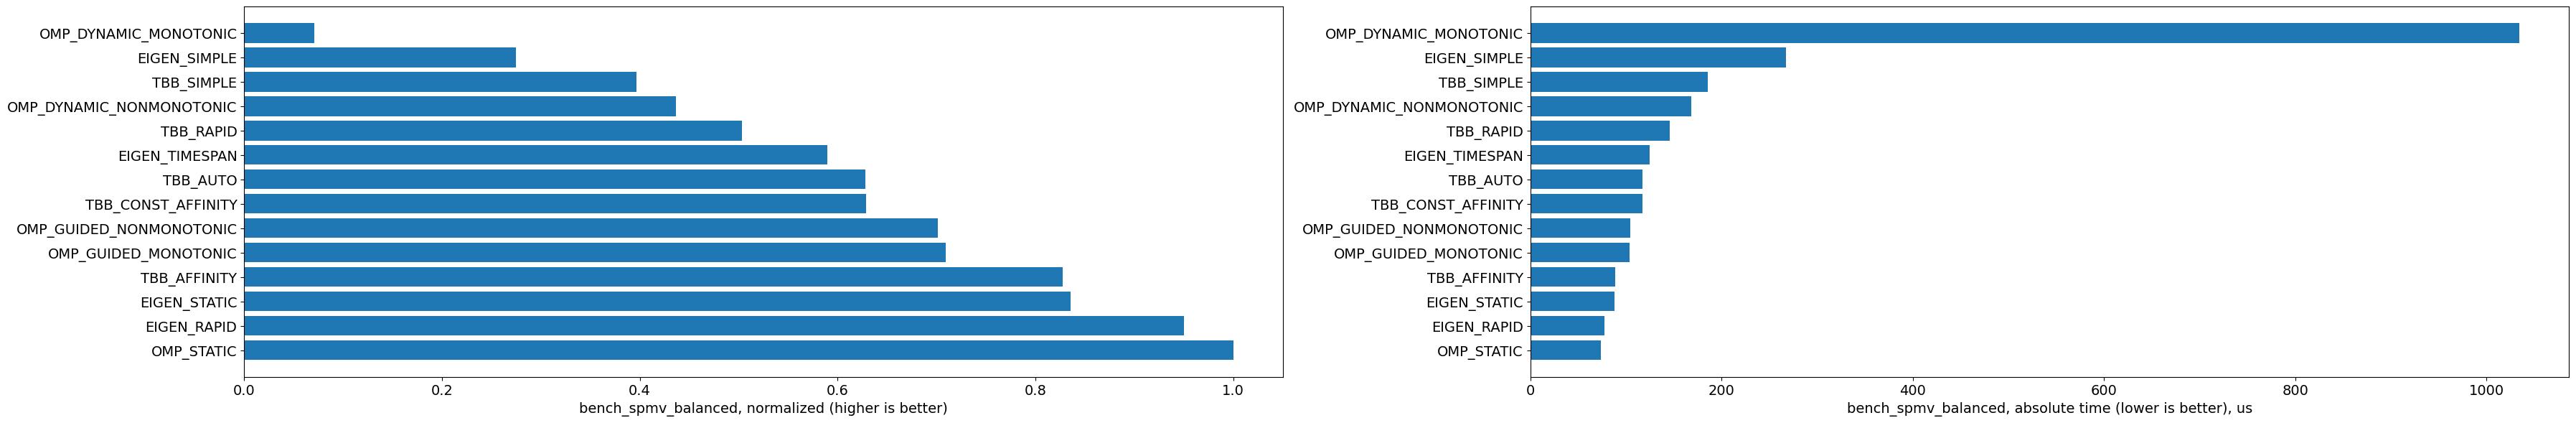 OMP_DYNAMIC_MONOTONIC
EIGEN_SIMPLE
TBB_SIMPLE
OMP_DYNAMIC_NONMONOTONIC
TBB_RAPID
EIGEN_TIMESPAN
TBB_AUTO
TBB_CONST_AFFINITY
OMP_GUIDED_NONMONOTONIC
OMP_GUIDED_MONOTONIC
TBB_AFFINITY
EIGEN_STATIC
EIGEN_RAPID
OMP_STATIC
0.0 0.2 0.4 0.6 0.8 1.0
bench_spmv_balanced, normalized (higher is better)
OMP_DYNAMIC_MONOTONIC
EIGEN_SIMPLE
TBB_SIMPLE
OMP_DYNAMIC_NONMONOTONIC
TBB_RAPID
EIGEN_TIMESPAN
TBB_AUTO
TBB_CONST_AFFINITY
OMP_GUIDED_NONMONOTONIC
OMP_GUIDED_MONOTONIC
TBB_AFFINITY
EIGEN_STATIC
EIGEN_RAPID
OMP_STATIC
0 200 400 600 800 1000
bench_spmv_balanced, absolute time (lower is better), us